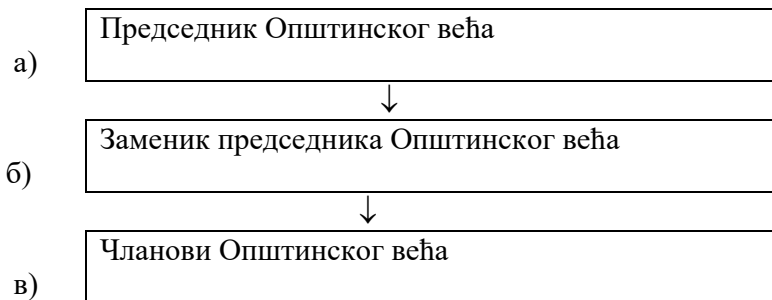 Председник Општинског већа
а)
↓
Заменик председника Општинског већа
б)
↓
Чланови Општинског већа
в)